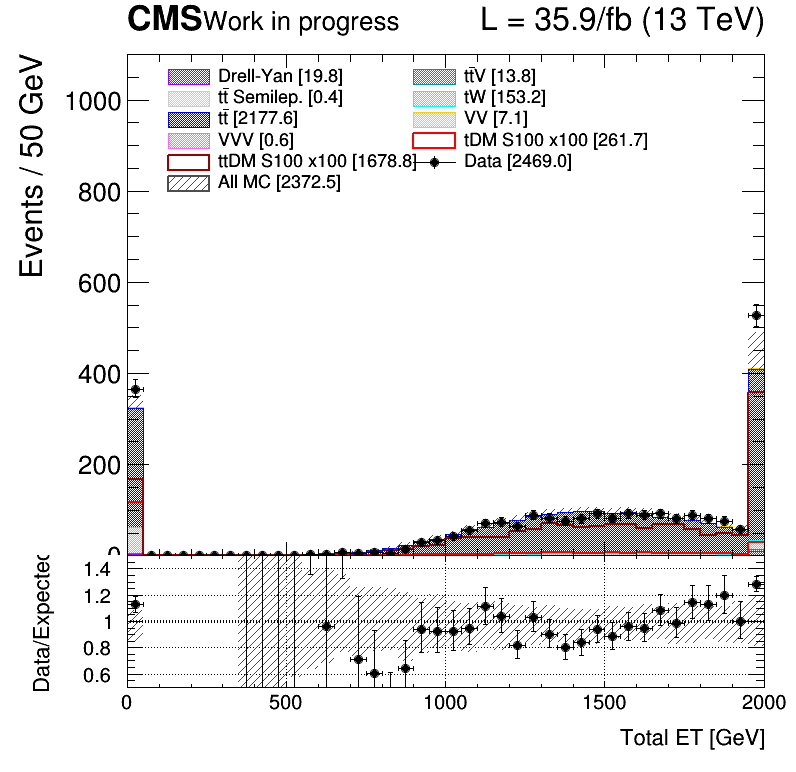 CMS Work in progress L = 35.9/fb (13 TeV)
Events / 50 GeV
1000
800
600
400
200
0
Drell-Yan [19.8] tt̄V [13.8]
tt̄ Semilep. [0.4] tW [153.2]
tt̄ [2177.6] VV [7.1]
VVV [0.6] tDM S100 x100 [261.7]
ttDM S100 x100 [1678.8] Data [2469.0]
All MC [2372.5]
Data/Expected
1.4
1.2
1
0.8
0.6
0 500 1000 1500 2000
Total ET [GeV]